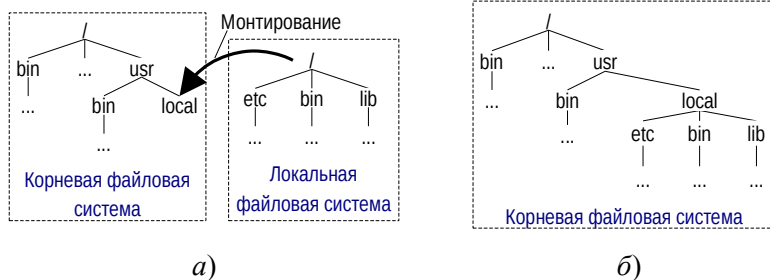 Монтирование
/
bin ... usr
... bin local
...
Корневая файловая
система
/
etc bin lib
... ... ...
Локальная
файловая система
а)
/
bin ... usr
... bin local
... etc bin lib
... ... ...
Корневая файловая система
б)